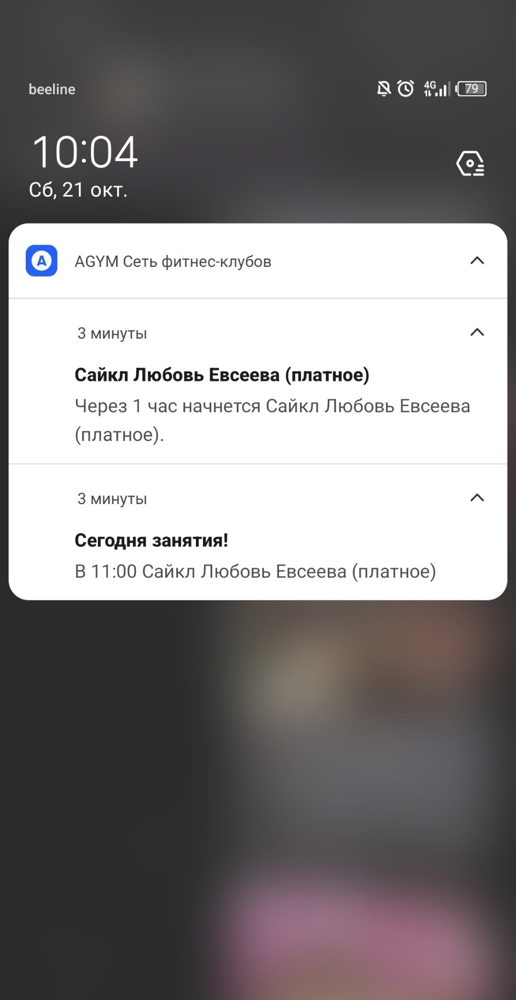 beeline
4G
79
10:04
Сб, 21 окт.
A
AGYM Сеть фитнес-клубов
3 минуты
Сайкл Любовь Евсеева (платное)
Через 1 час начнется Сайкл Любовь Евсеева
(платное).
3 минуты
Сегодня занятия!
В 11:00 Сайкл Любовь Евсеева (платное)